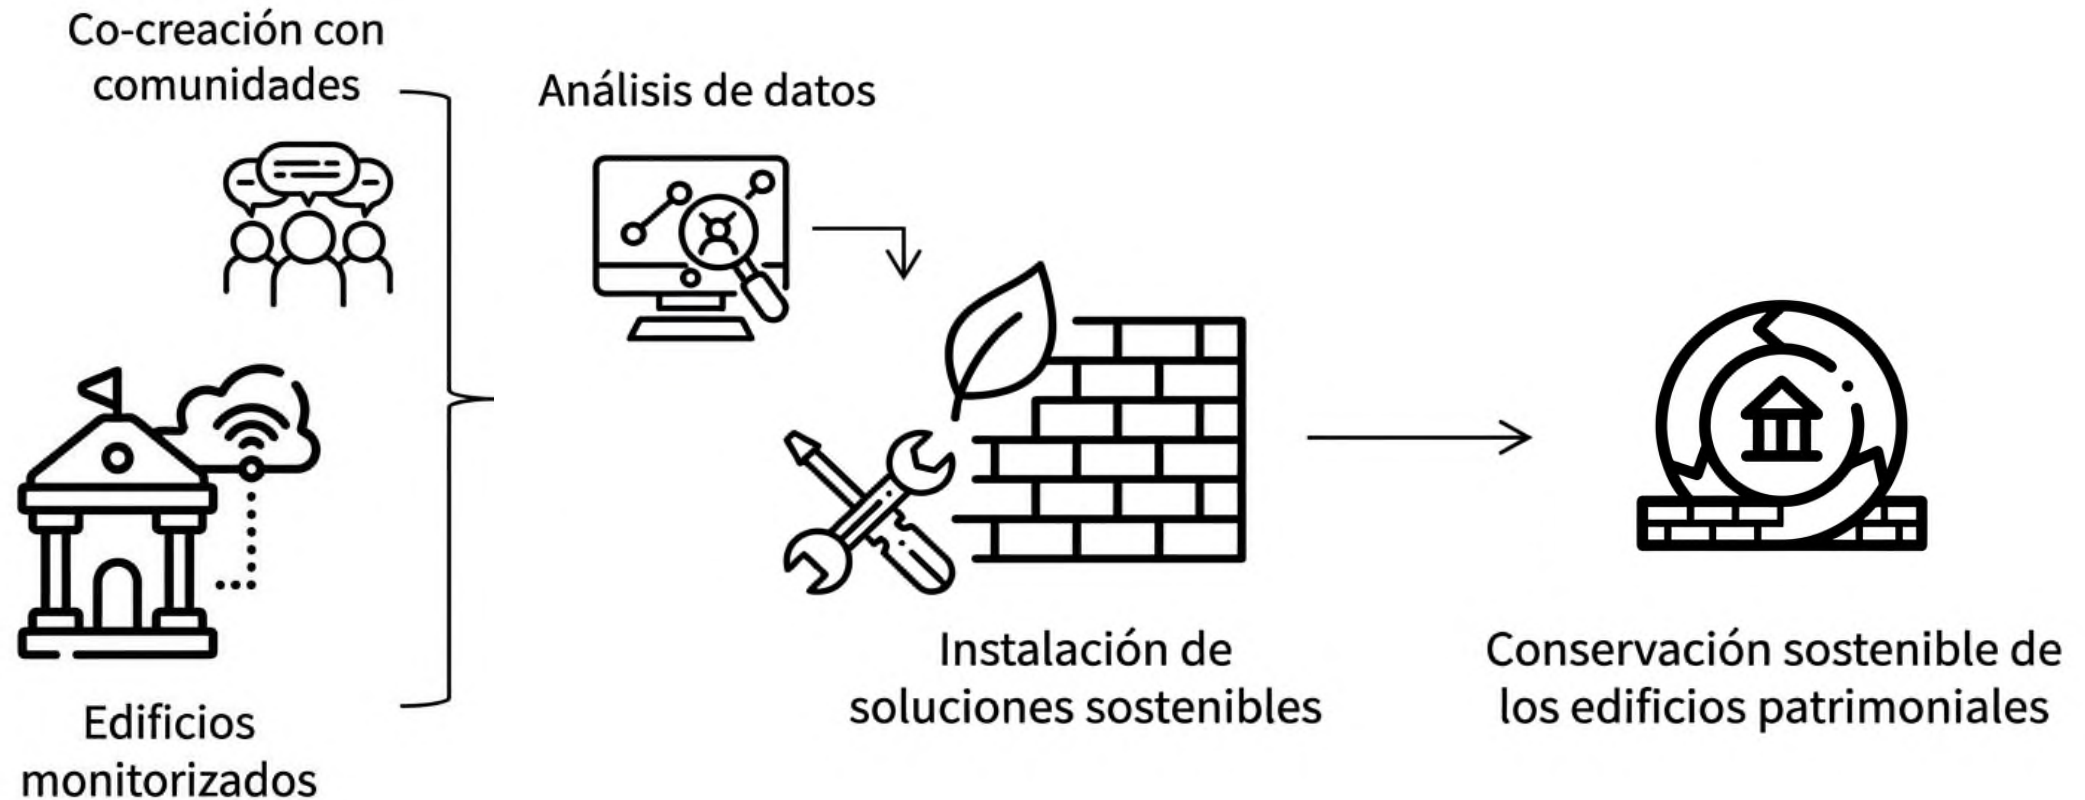 Co-creación con
comunidades
Análisis de datos
Edificios
monitorizados
Instalación de
soluciones sostenibles
Conservación sostenible de
los edificios patrimoniales